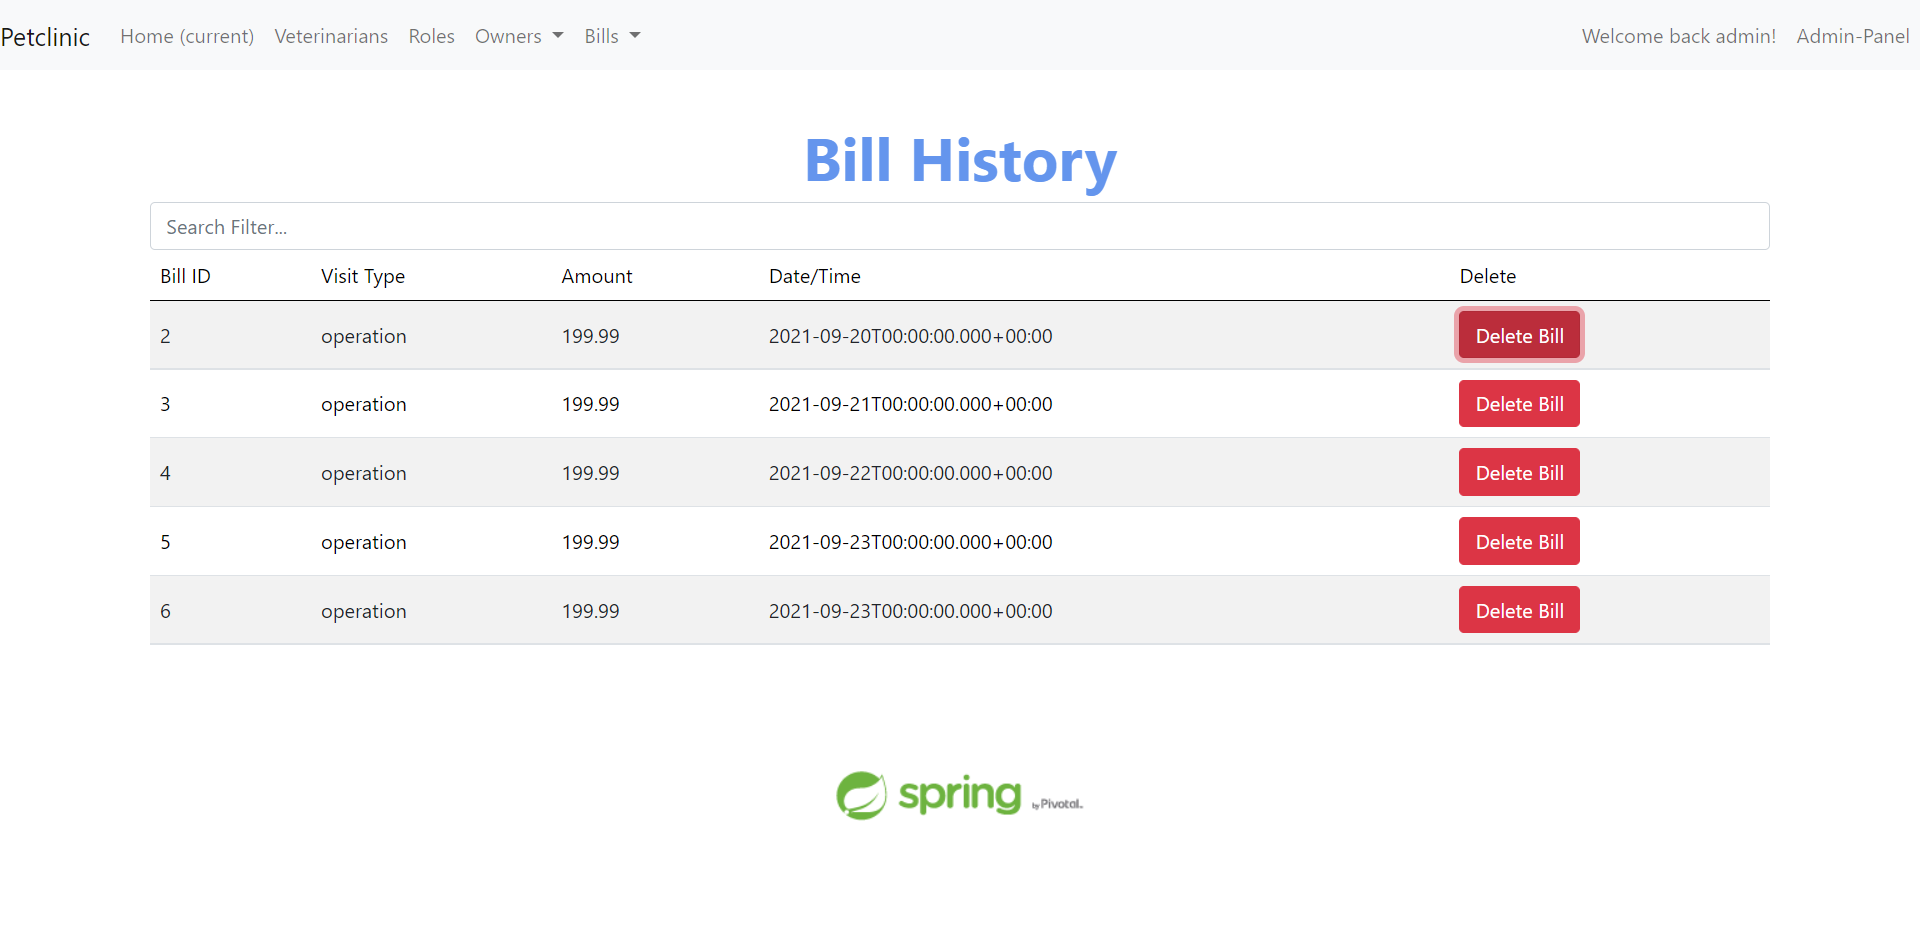 Petclinic Home (current) Veterinarians Roles Owners Bills Welcome back admin! Admin-Panel
Bill History
Search Filter...
Bill ID Visit Type Amount Date/Time Delete
2 operation 199.99 2021-09-20T00:00:00.000+00:00 Delete Bill
3 operation 199.99 2021-09-21T00:00:00.000+00:00 Delete Bill
4 operation 199.99 2021-09-22T00:00:00.000+00:00 Delete Bill
5 operation 199.99 2021-09-23T00:00:00.000+00:00 Delete Bill
6 operation 199.99 2021-09-23T00:00:00.000+00:00 Delete Bill
spring by Pivotal